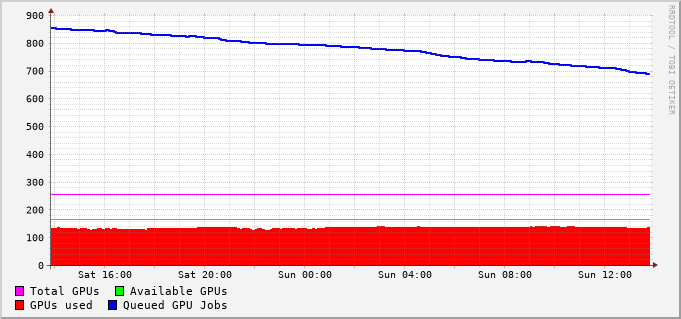 900
800
700
600
500
400
300
200
100
0
Sat 16:00 Sat 20:00 Sun 00:00 Sun 04:00 Sun 08:00 Sun 12:00
Total GPUs Available GPUs
GPUs used Queued GPU Jobs
RRDTOOL / TOBI OETIKER